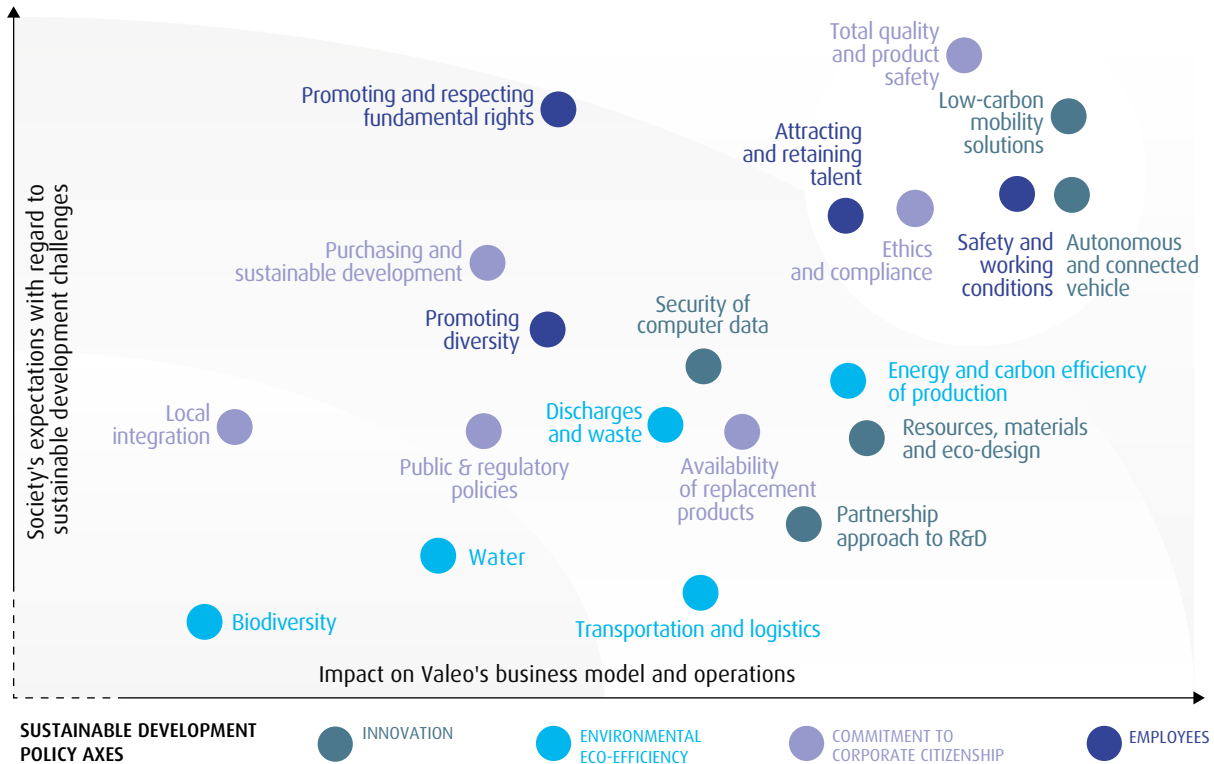 Total quality
and product
safety
Promoting and respecting
fundamental rights
Low-carbon
mobility
solutions
Attracting
and retaining
talent
Society's expectations with regard to
sustainable development challenges
Purchasing and
sustainable development
Ethics
and compliance
Safety and
working
conditions
Autonomous
and connected
vehicle
Security of
computer data
Promoting
diversity
Energy and carbon efficiency
of production
Local
integration
Discharges
and waste
Resources, materials
and eco-design
Public & regulatory
policies
Availability
of replacement
products
Partnership
approach to R&D
Water
Biodiversity
Transportation and logistics
Impact on Valeo's business model and operations
SUSTAINABLE DEVELOPMENT
POLICY AXES
INNOVATION
ENVIRONMENTAL
ECO-EFFICIENCY
COMMITMENT TO
CORPORATE CITIZENSHIP
EMPLOYEES